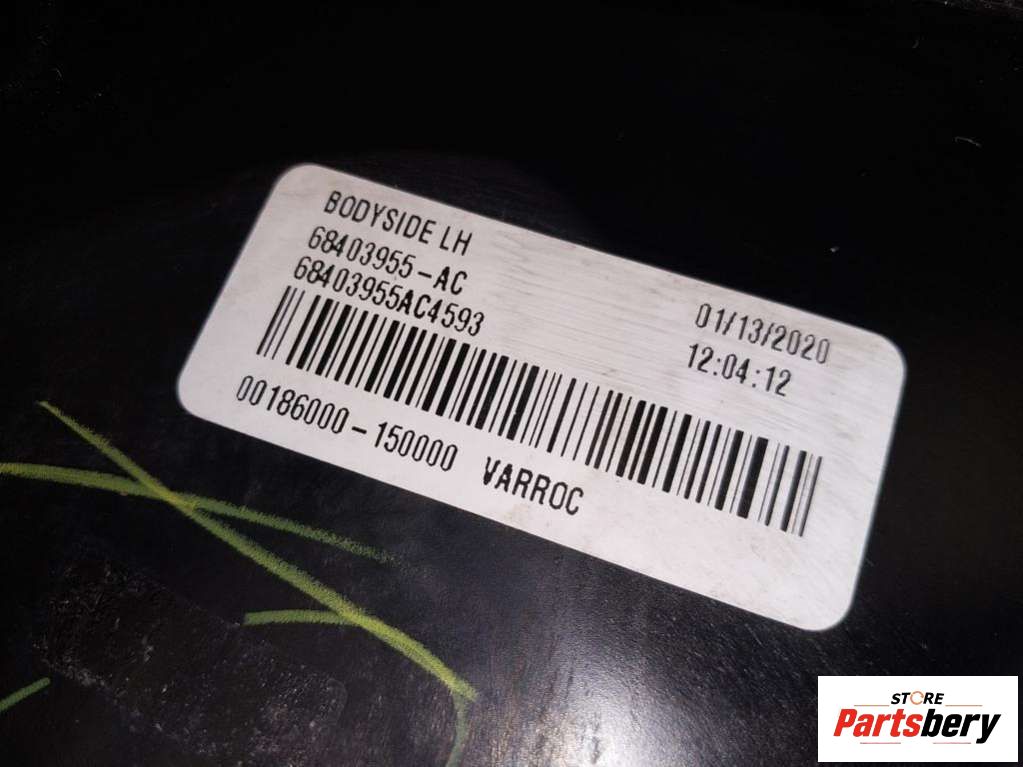 BODYSIDE LH
68403955-AC
68403955AC4593
01/13/2020
12:04:12
00186000-150000 VARROC
STORE
Partsbery